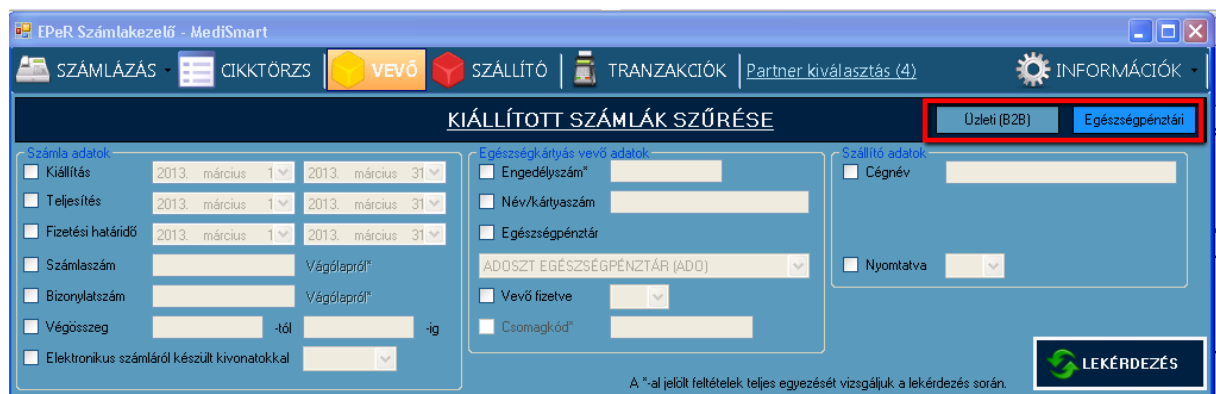 EPeR Számlakezelő - MediSmart
SZÁMLÁZÁS CIKKTÖRZS VEVŐ SZÁLLÍTÓ TRANZAKCIÓK Partner kiválasztás (4) INFORMÁCIÓK
KIÁLLÍTOTT SZÁMLÁK SZŰRÉSE Üzleti (B2B) Egészségpénztári
Számla adatok
Kiállítás 2013. március 1 2013. március 31
Teljesítés 2013. március 1 2013. március 31
Fizetési határidő 2013. március 1 2013. március 31
Számlaszám Vágólapról*
Bizonylatszám Vágólapról*
Végösszeg -tól -ig
Elektronikus számláról készült kivonatokkal
Egészségkártyás vevő adatok
Engedélyszám*
Név/kártyaszám
Egészségpénztár
ADOSZT EGÉSZSÉGPÉNZTÁR (ADO)
Vevő fizetve
Csomagkód*
Szállító adatok
Cégnév
Nyomtatva
LEKÉRDEZÉS
A *-al jelölt feltételek teljes egyezését vizsgáljuk a lekérdezés során.